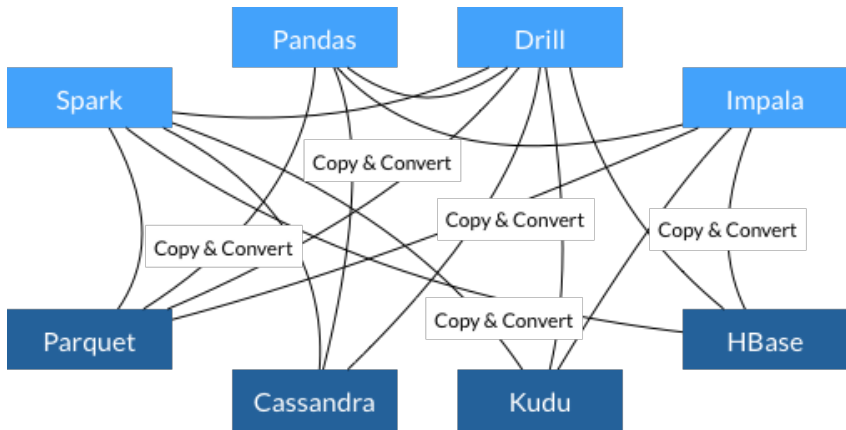 Pandas
Drill
Spark
Impala
Copy & Convert
Copy & Convert
Copy & Convert
Copy & Convert
Copy & Convert
Parquet
HBase
Cassandra
Kudu